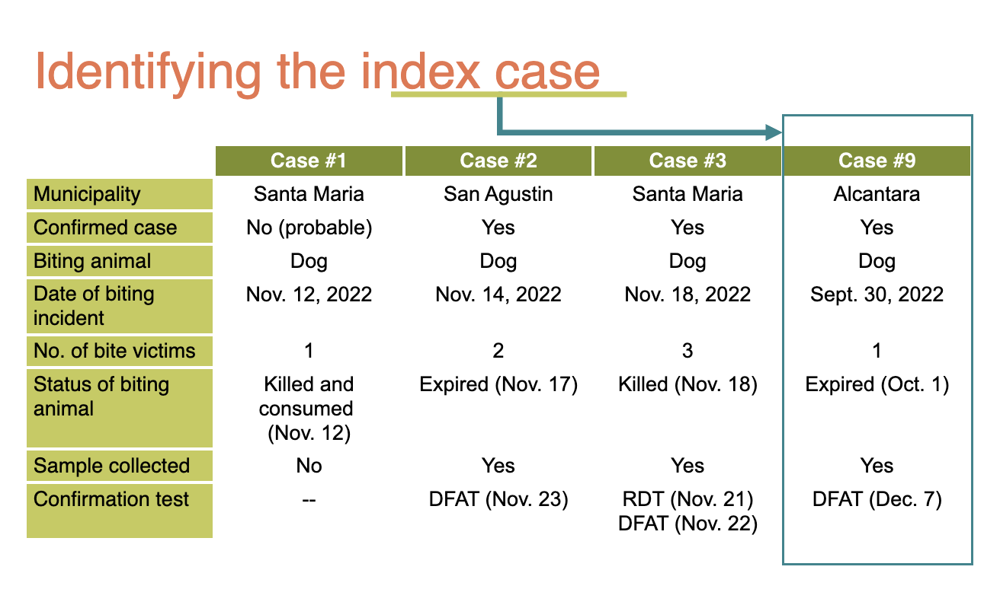 Identifying the index case
Case #1 Case #2 Case #3 Case #9
Municipality Santa Maria San Agustin Santa Maria Alcantara
Confirmed case No (probable) Yes Yes Yes
Biting animal Dog Dog Dog Dog
Date of biting Nov. 12, 2022 Nov. 14, 2022 Nov. 18, 2022 Sept. 30, 2022
incident
No. of bite victims 1 2 3 1
Status of biting Killed and Expired (Nov. 17) Killed (Nov. 18) Expired (Oct. 1)
animal consumed
(Nov. 12)
Sample collected No Yes Yes Yes
Confirmation test -- DFAT (Nov. 23) RDT (Nov. 21) DFAT (Dec. 7)
DFAT (Nov. 22)